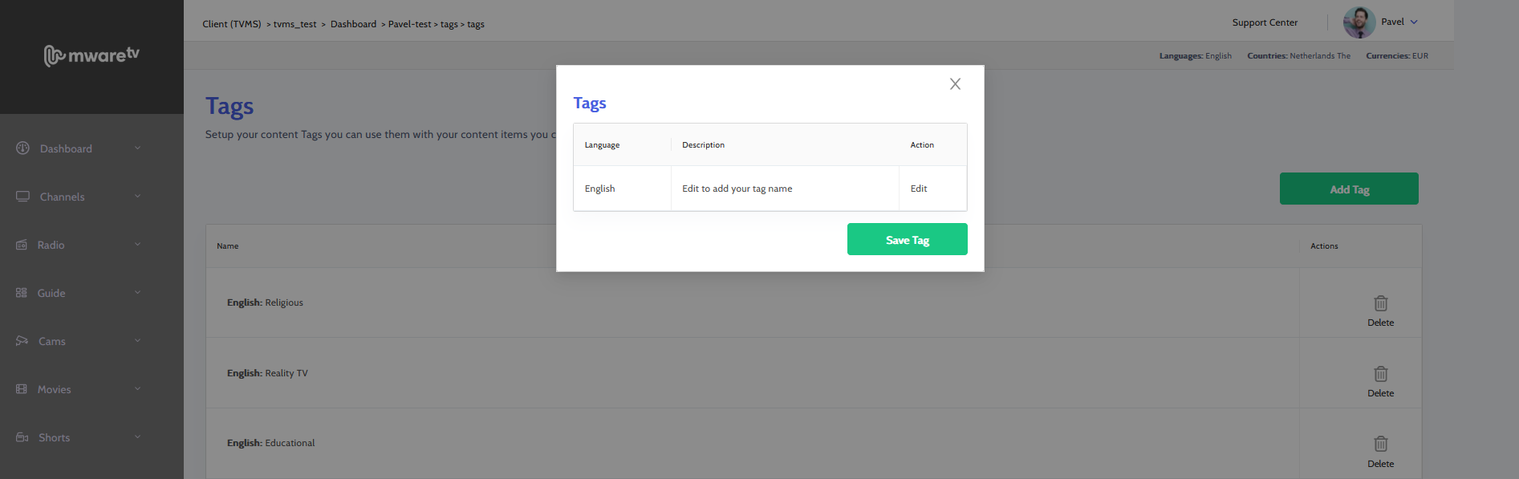 Client (TVMS) > tvms_test > Dashboard > Pavel-test > tags > tags
Support Center
Pavel
mwaretv
Languages: English Countries: Netherlands The Currencies: EUR
Tags
Setup your content Tags you can use them with your content items you c
Dashboard
Channels
Radio
Guide
Cams
Movies
Shorts
Add Tag
Name Actions
English: Religious
Delete
English: Reality TV
Delete
English: Educational
Delete
Tags
Language Description Action
English Edit to add your tag name Edit
Save Tag